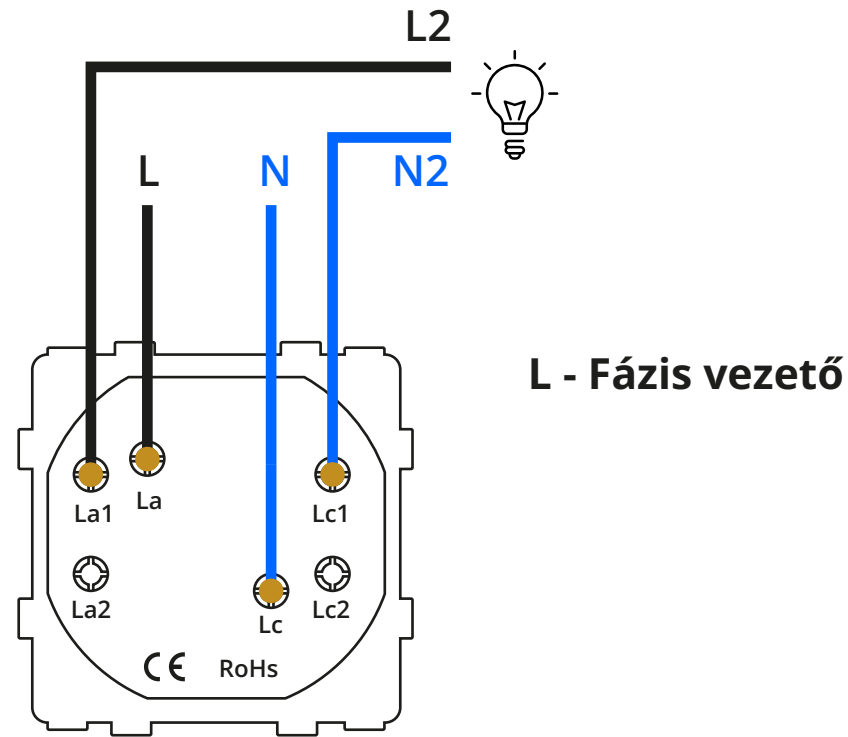 L2
L
N
N2
L - Fázis vezető
La1
La
Lc1
La2
Lc
Lc2
CE
RoHs